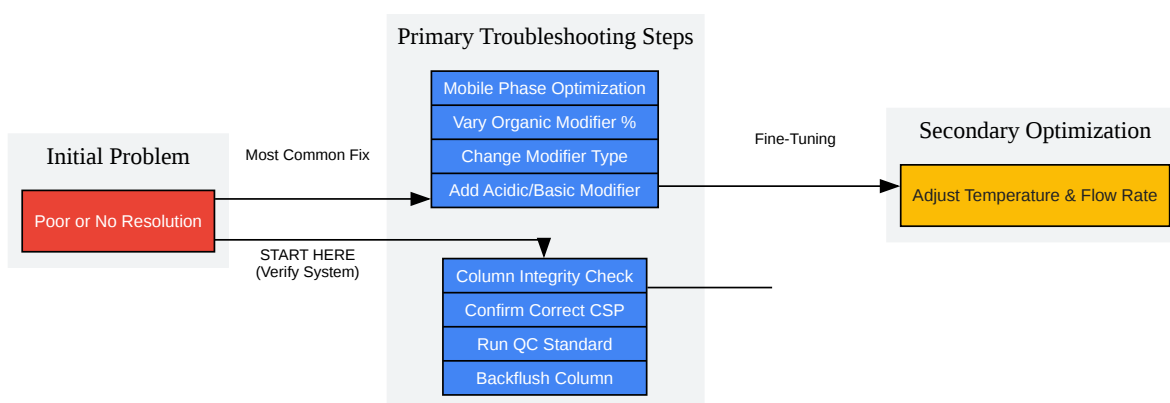 Initial Problem
Poor or No Resolution
Most Common Fix
START HERE
(Verify System)
Primary Troubleshooting Steps
Mobile Phase Optimization
Vary Organic Modifier %
Change Modifier Type
Add Acidic/Basic Modifier
Column Integrity Check
Confirm Correct CSP
Run QC Standard
Backflush Column
Fine-Tuning
Secondary Optimization
Adjust Temperature & Flow Rate